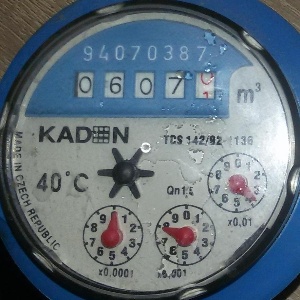 94070387
0607
m³
KADEN
TCS 142/92-1136
40°C
Qn1,5
x0,01
x0,0001
x0,001
MADE IN CZECH REPUBLIC